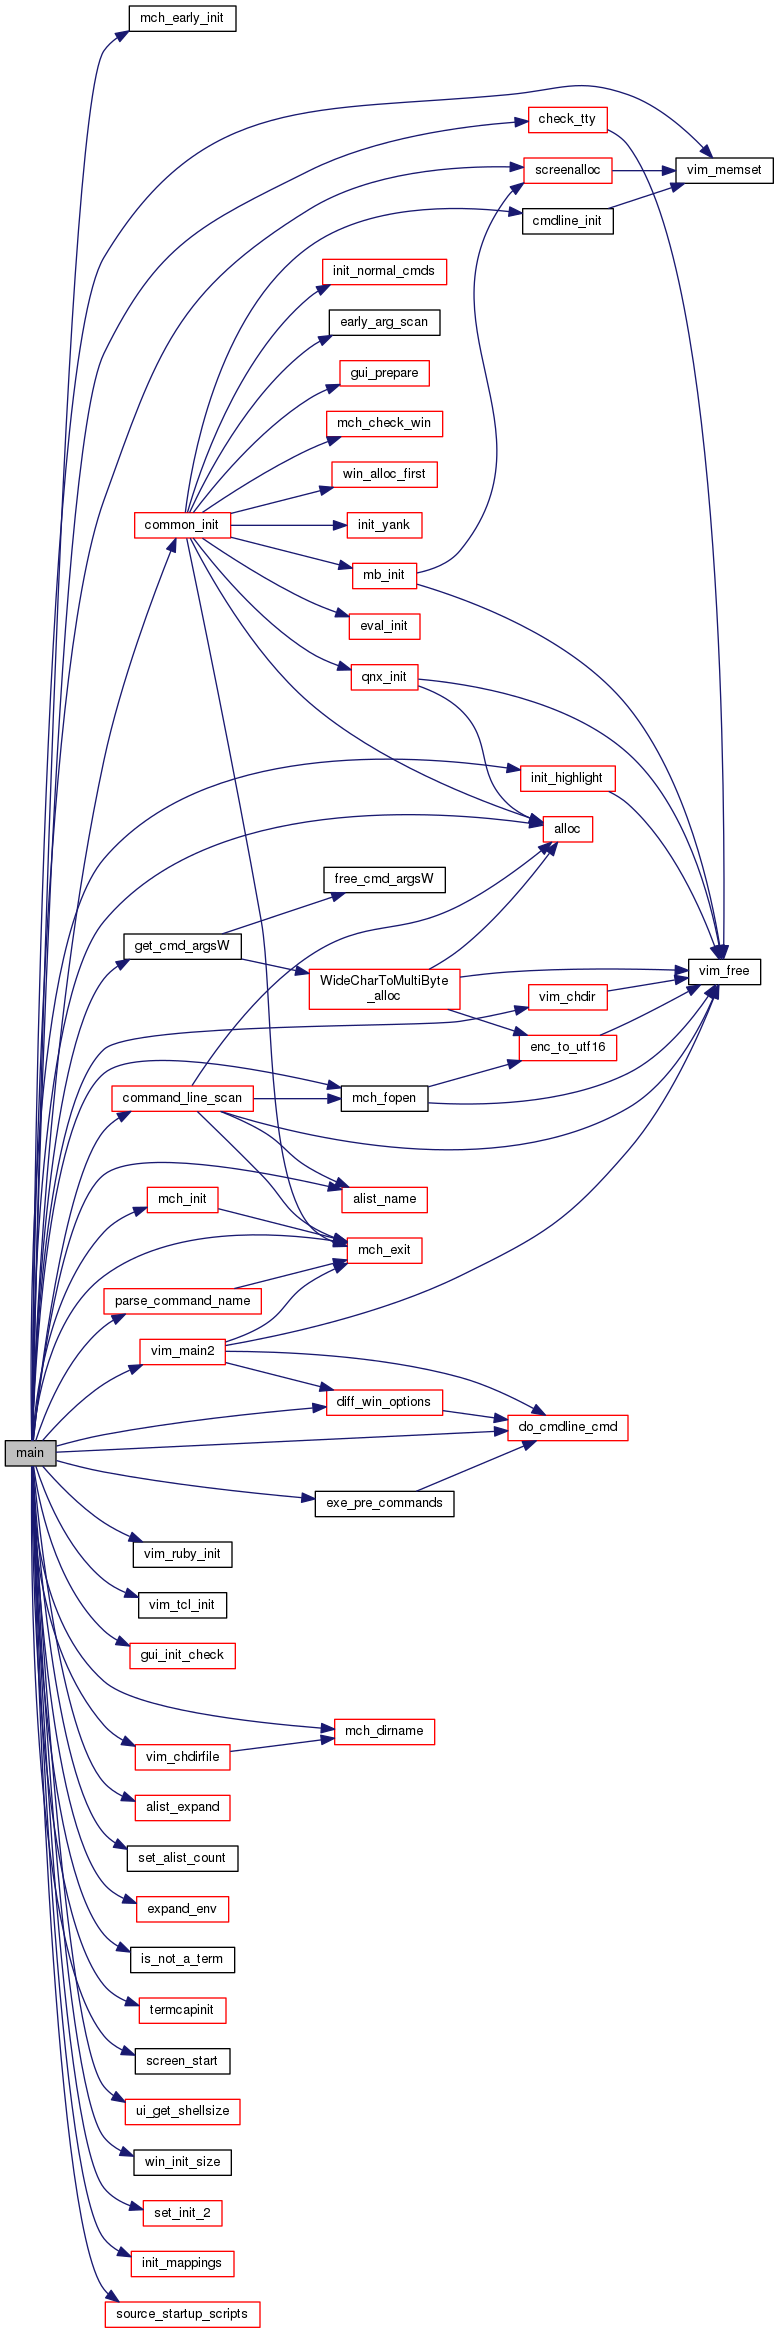 mch_early_init
check_tty
screenalloc
vim_memset
cmdline_init
init_normal_cmds
early_arg_scan
gui_prepare
mch_check_win
win_alloc_first
common_init
init_yank
mb_init
eval_init
qnx_init
init_highlight
alloc
free_cmd_argsW
get_cmd_argsW
WideCharToMultiByte
_alloc
vim_free
vim_chdir
enc_to_utf16
command_line_scan
mch_fopen
mch_init
alist_name
mch_exit
parse_command_name
vim_main2
diff_win_options
do_cmdline_cmd
main
exe_pre_commands
vim_ruby_init
vim_tcl_init
gui_init_check
mch_dirname
vim_chdirfile
alist_expand
set_alist_count
expand_env
is_not_a_term
termcapinit
screen_start
ui_get_shellsize
win_init_size
set_init_2
init_mappings
source_startup_scripts